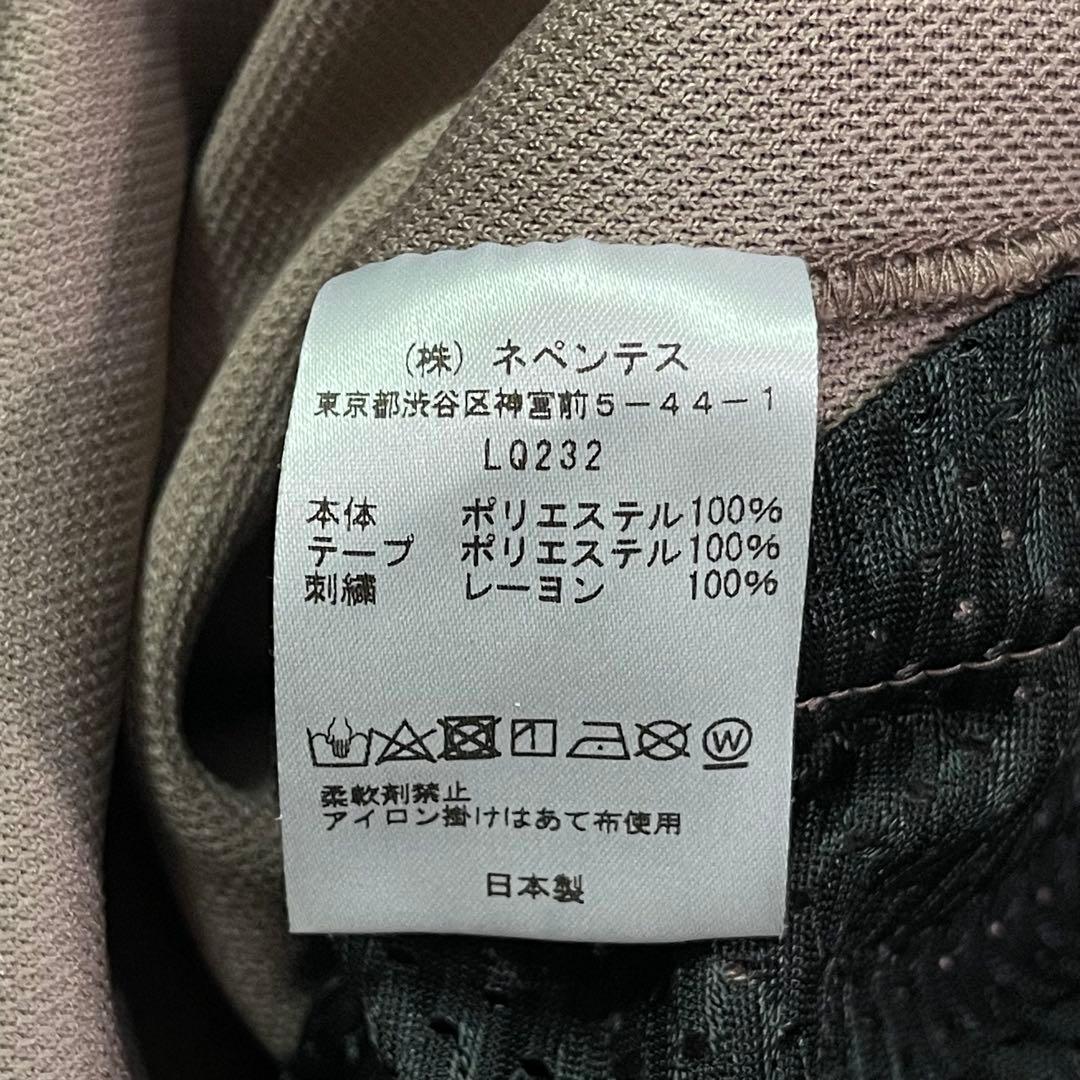 (株) ネペンテス
東京都渋谷区神宮前5-44-1
LQ232
本体 ポリエステル100%
テープ ポリエステル100%
刺繍 レーヨン 100%
W
柔軟剤禁止
アイロン掛けはあて布使用
日本製